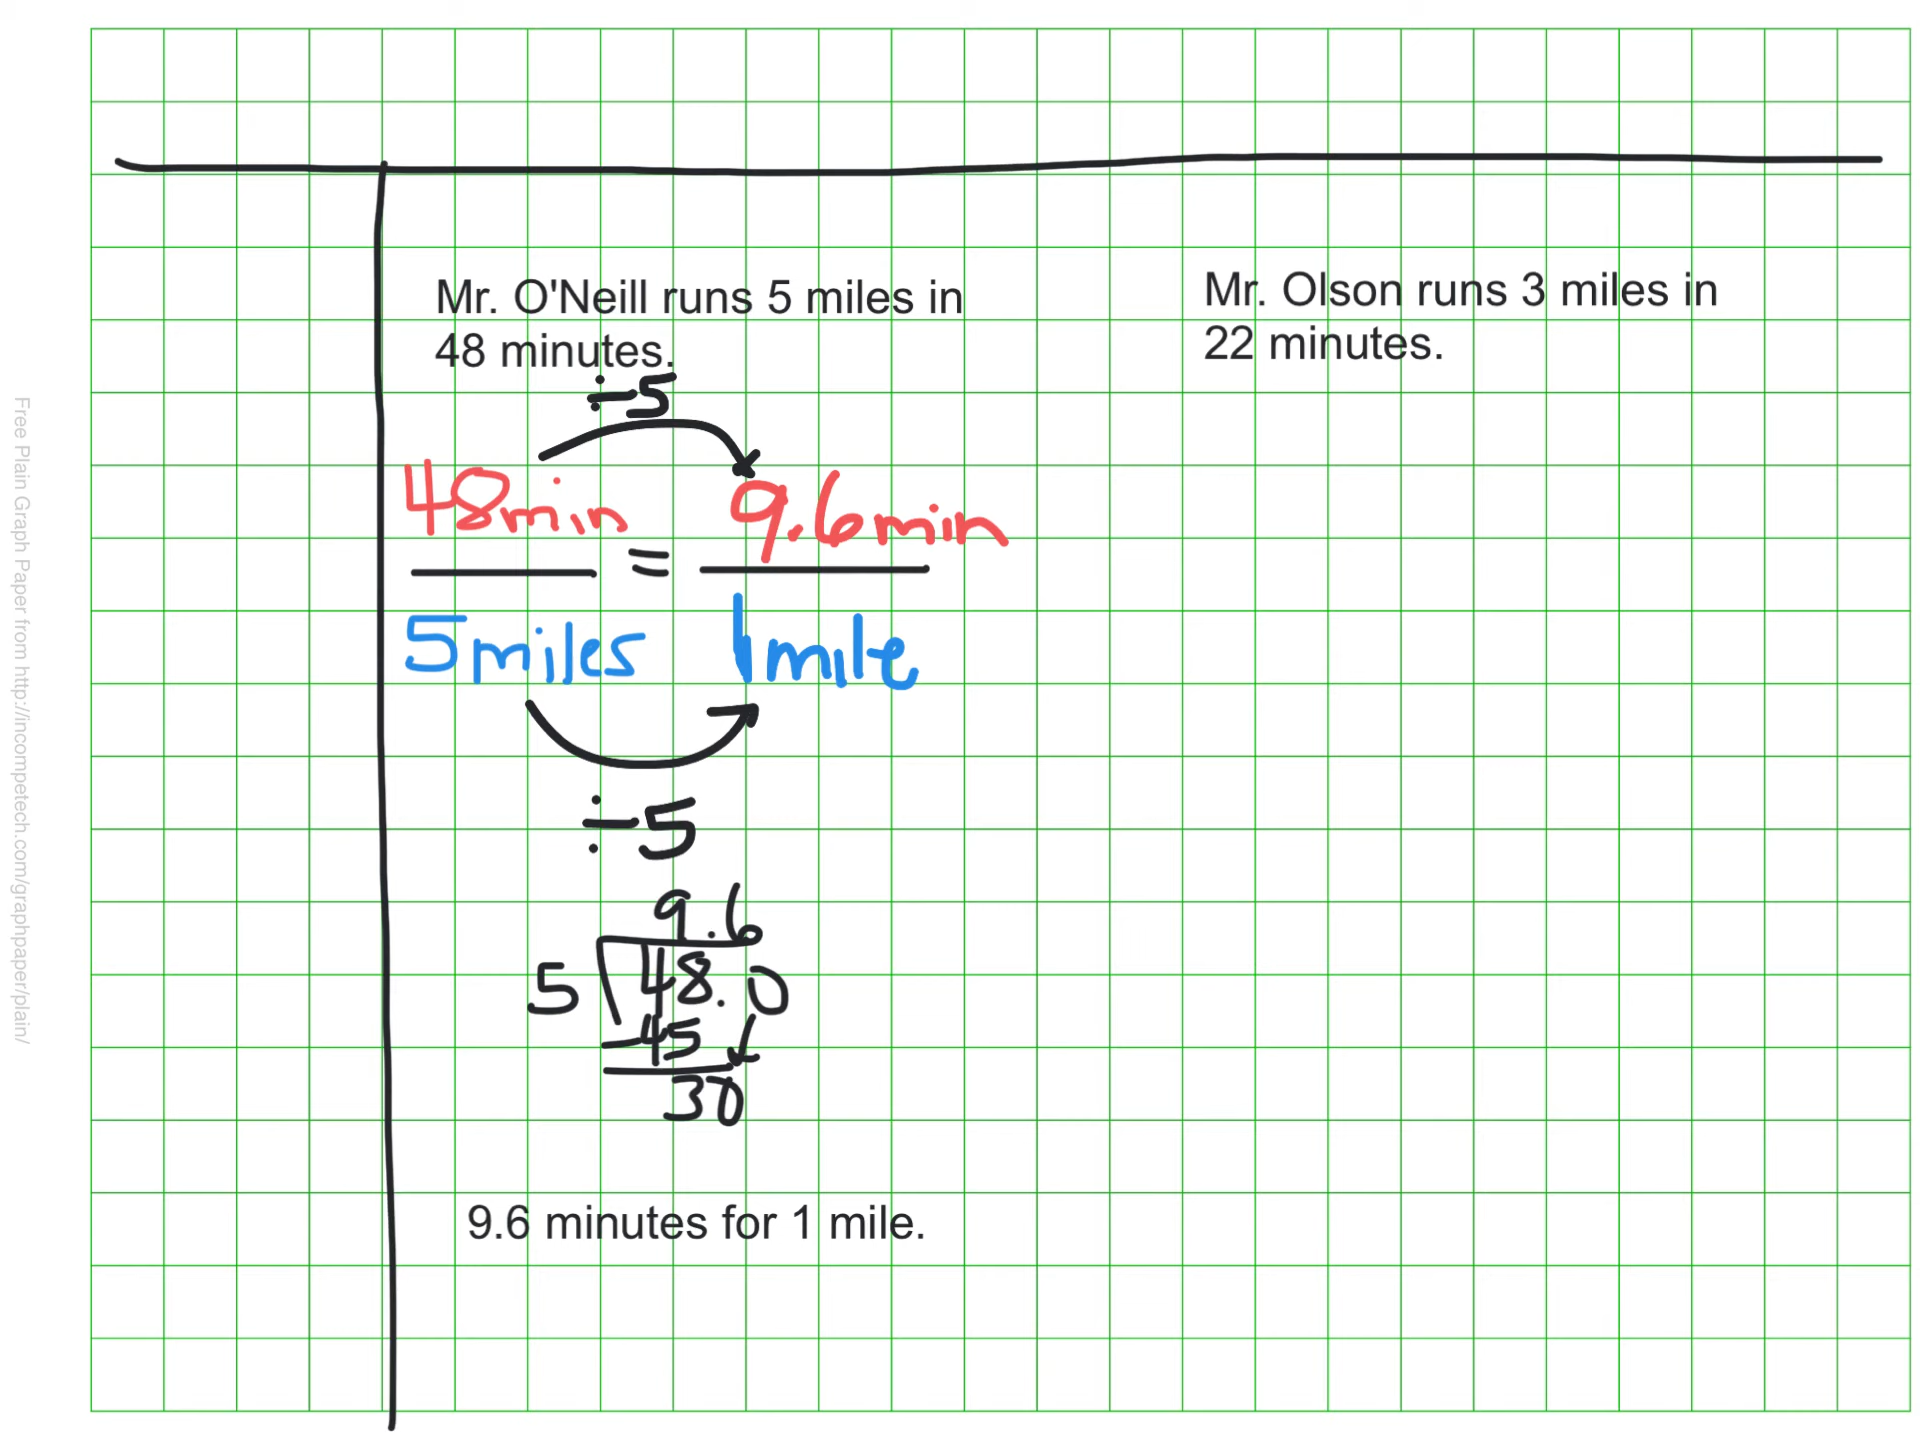 Mr. O'Neill runs 5 miles in
48 minutes.
÷5
48min = 9.6min
5miles 1mile
÷5
9.6
5 48.0
-45
30
9.6 minutes for 1 mile.
Mr. Olson runs 3 miles in
22 minutes.
Free Plain Graph Paper from http://incompetech.com/graphpaper/plain/